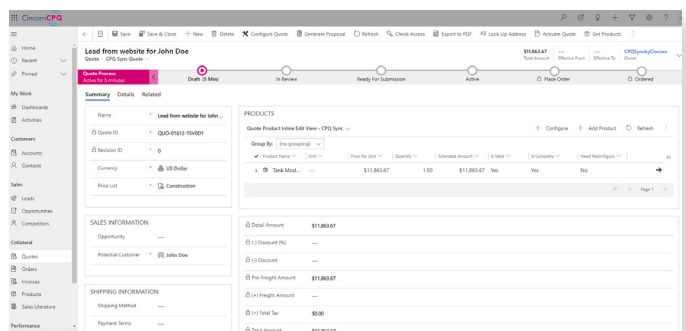 CincomCPQ
Save
Save & Close
New
Delete
Configure Quote
Generate Proposal
Refresh
Check Access
Export to PDF
Look Up Address
Activate Quote
Get Products
Home
Recent
Pinned
My Work
Dashboards
Activities
Customers
Accounts
Contacts
Sales
Leads
Opportunities
Competitors
Collateral
Quotes
Orders
Invoices
Products
Sales Literature
Performance
Lead from website for John Doe
Quote · CPQ Sync Quote
$11,863.67
Total Amount
---
Effective From
---
Effective To
CPQSyncbyCincom
Owner
Quote Process
Active for 5 minutes
Draft (5 Min)
In Review
Ready For Submission
Active
Place Order
Ordered
Summary Details Related
Name * Lead from website for John ...
Quote ID * QUO-01612-T5V0D1
Revision ID * 0
Currency * US Dollar
Price List * Construction
SALES INFORMATION
Opportunity ---
Potential Customer * John Doe
SHIPPING INFORMATION
Shipping Method ---
Payment Terms ---
PRODUCTS
Quote Product Inline Edit View - CPQ Sync
+ Configure + Add Product Refresh
Group By: (no grouping)
Product Name Unit Price Per Unit Quantity Extended Amount Is Valid Is Complete Need Reconfigure
Tank Mod... --- $11,863.67 1.00 $11,863.67 Yes Yes No
Page 1
Detail Amount $11,863.67
(-) Discount (%) ---
(-) Discount ---
Pre-Freight Amount $11,863.67
(+) Freight Amount ---
(+) Total Tax $0.00
Total Amount $11,863.67